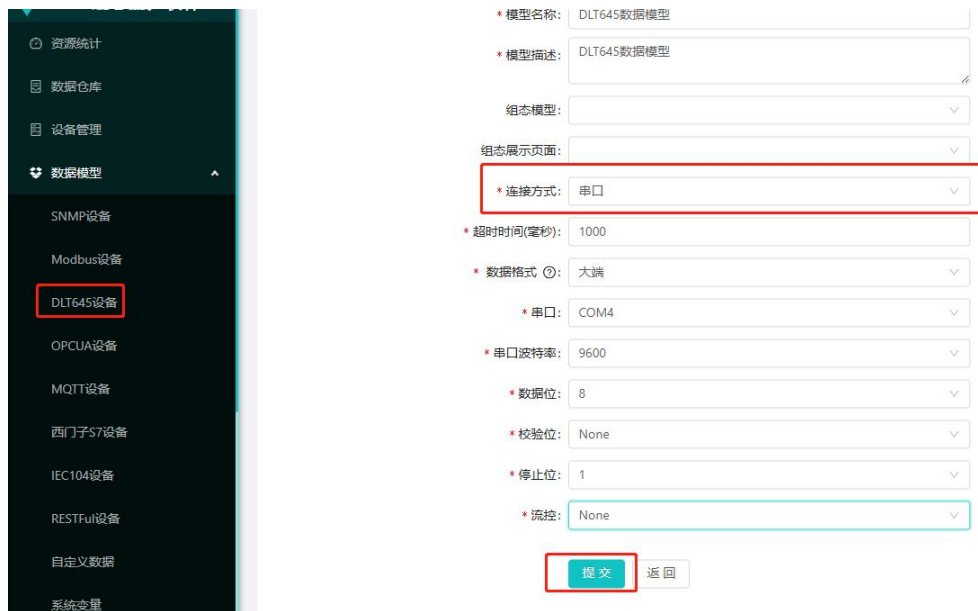 资源统计
数据仓库
设备管理
数据模型
SNMP设备
Modbus设备
DLT645设备
OPCUA设备
MQTT设备
西门子S7设备
IEC104设备
RESTFul设备
自定义数据
系统变量
* 模型名称: DLT645数据模型
* 模型描述: DLT645数据模型
组态模型:
组态展示页面:
* 连接方式: 串口
* 超时时间(毫秒): 1000
* 数据格式 ?: 大端
* 串口: COM4
* 串口波特率: 9600
* 数据位: 8
* 校验位: None
* 停止位: 1
* 流控: None
提 交 返 回